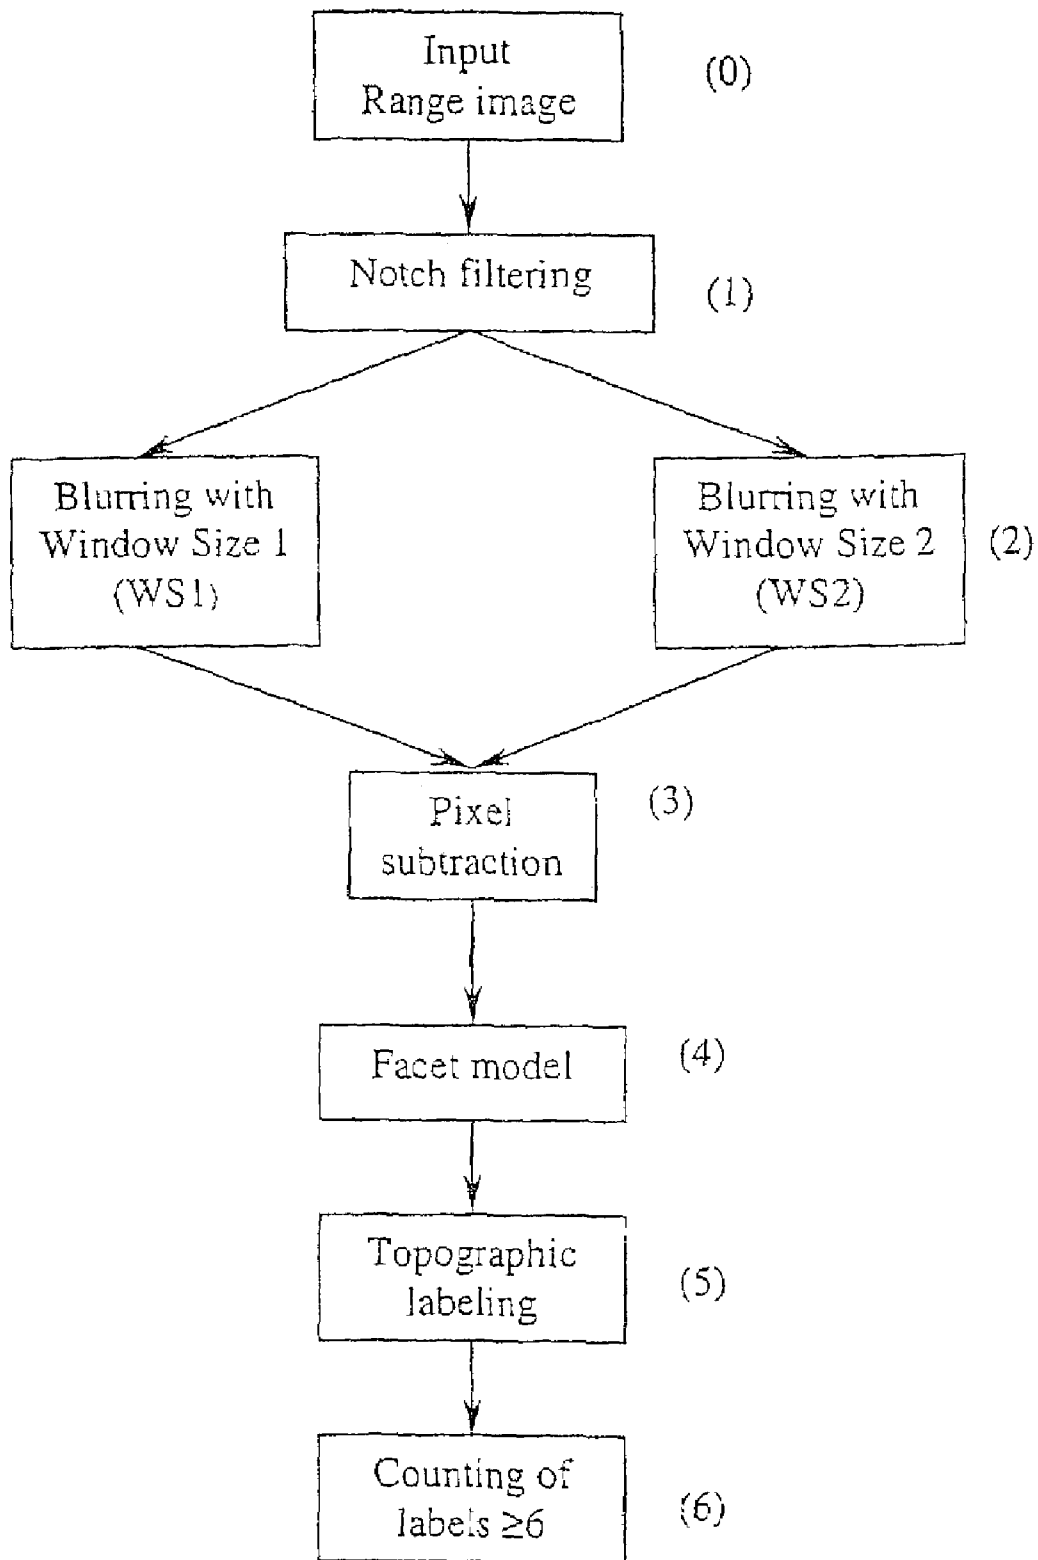 Input
Range image
(0)
Notch filtering
(1)
Blurring with
Window Size 1
(WS1)
Blurring with
Window Size 2
(WS2)
(2)
Pixel
subtraction
(3)
Facet model
(4)
Topographic
labeling
(5)
Counting of
labels ≥6
(6)